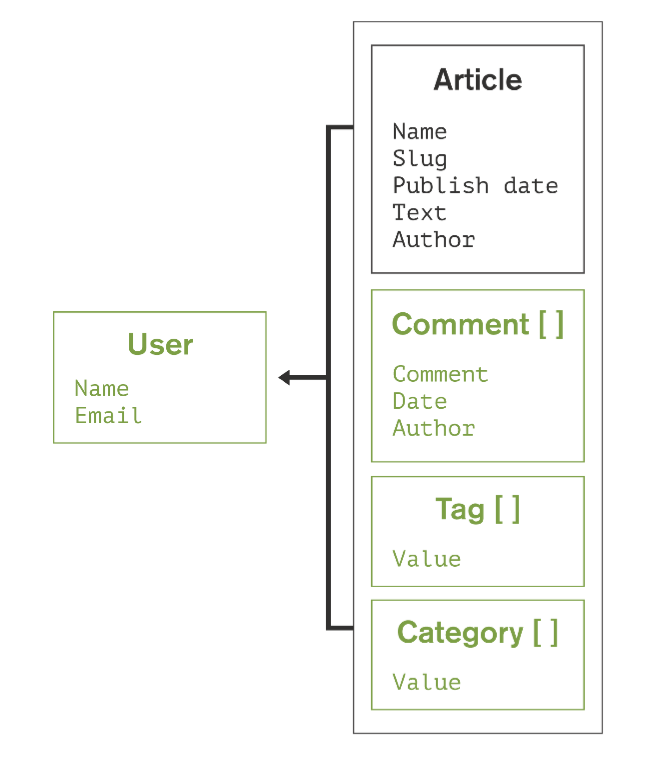 Article
Name
Slug
Publish date
Text
Author
User
Name
Email
Comment [ ]
Comment
Date
Author
Tag [ ]
Value
Category [ ]
Value